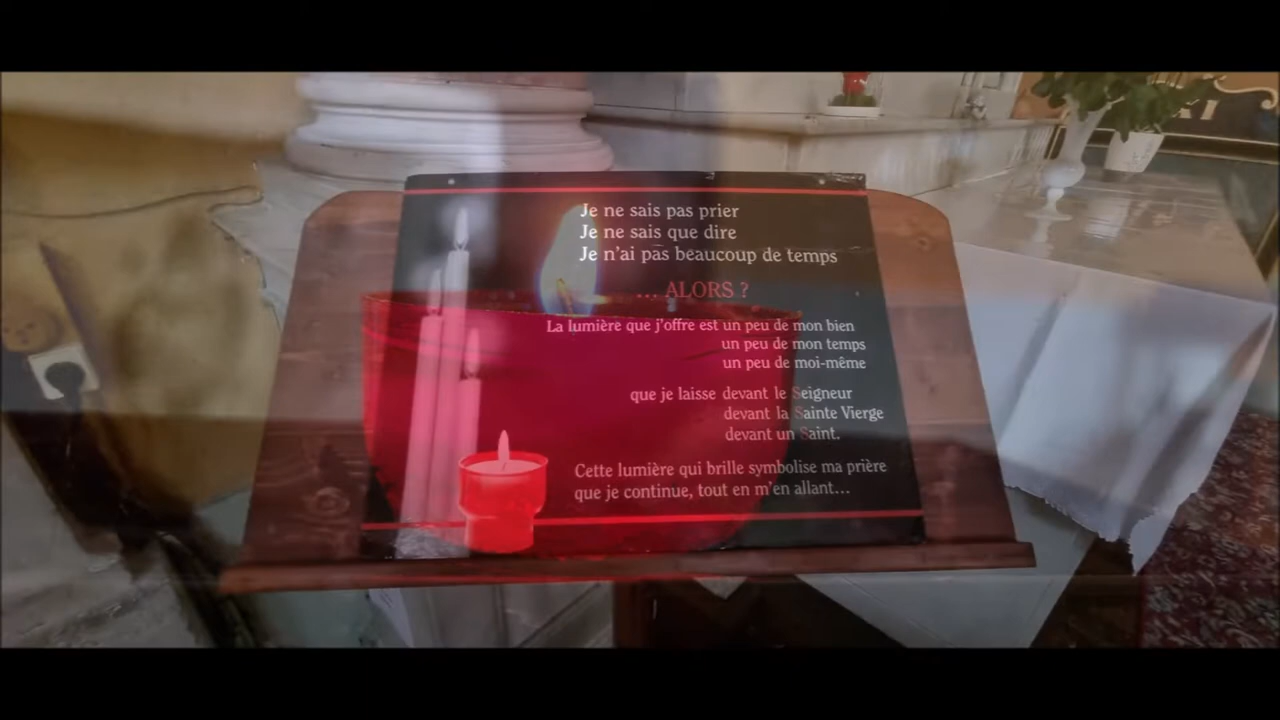 Je ne sais pas prier
Je ne sais que dire
Je n'ai pas beaucoup de temps
... ALORS ?
La lumière que j'offre est un peu de mon bien
un peu de mon temps
un peu de moi-même
que je laisse devant le Seigneur
devant la Sainte Vierge
devant un Saint.
Cette lumière qui brille symbolise ma prière
que je continue, tout en m'en allant...